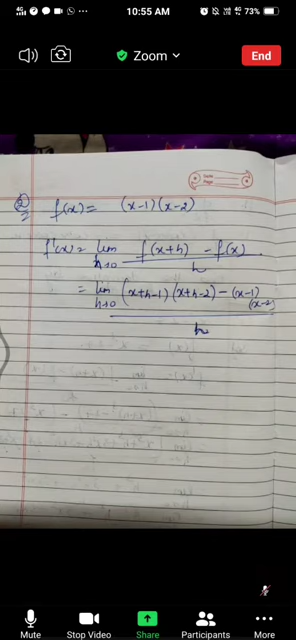 10:55 AM
73%
Zoom
End
② f(x) = (x-1)(x-2)
f'(x) = lim h→0 f(x+h) - f(x) / h
= lim h→0 (x+h-1)(x+h-2) - (x-1)(x-2) / h
Mute Stop Video Share Participants More